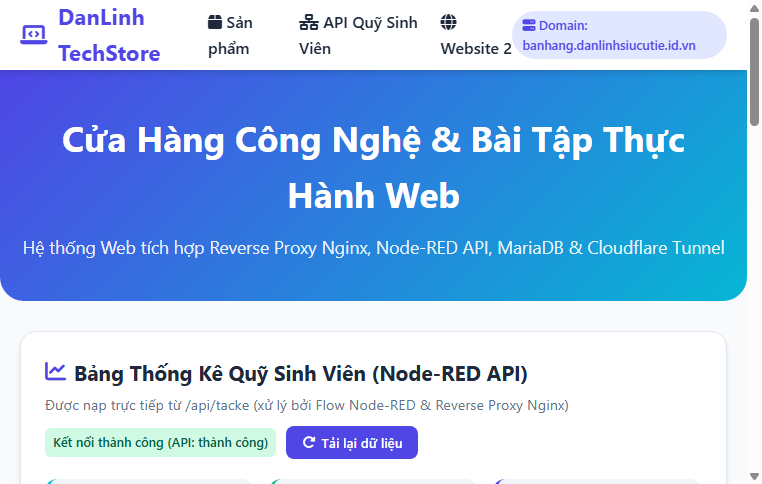 DanLinh
TechStore
Sản
phẩm
API Quỹ Sinh
Viên
Website 2
Domain:
banhang.danlinhsiucutie.id.vn
Cửa Hàng Công Nghệ & Bài Tập Thực
Hành Web
Hệ thống Web tích hợp Reverse Proxy Nginx, Node-RED API, MariaDB & Cloudflare Tunnel
Bảng Thống Kê Quỹ Sinh Viên (Node-RED API)
Được nạp trực tiếp từ /api/tacke (xử lý bởi Flow Node-RED & Reverse Proxy Nginx)
Kết nối thành công (API: thành công)
Tải lại dữ liệu